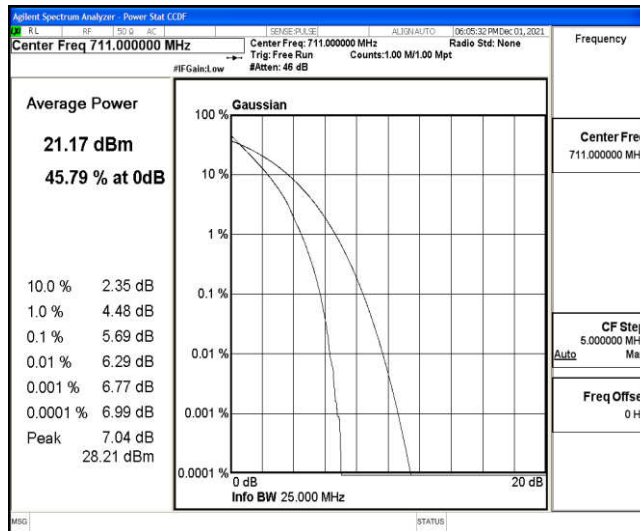 Agilent Spectrum Analyzer - Power Stat CCDF
RL RF 50 Ω AC SENSE:PULSE ALIGN AUTO 06:05:32 PM Dec 01, 2021
Center Freq 711.000000 MHz
Center Freq: 711.000000 MHz Radio Std: None
Trig: Free Run Counts:1.00 M/1.00 Mpt
#IFGain:Low #Atten: 46 dB
Frequency
Average Power
21.17 dBm
45.79 % at 0dB
10.0 % 2.35 dB
1.0 % 4.48 dB
0.1 % 5.69 dB
0.01 % 6.29 dB
0.001 % 6.77 dB
0.0001 % 6.99 dB
Peak 7.04 dB
28.21 dBm
Gaussian
100 %
10 %
1 %
0.1 %
0.01 %
0.001 %
0.0001 %
0 dB 20 dB
Info BW 25.000 MHz
Center Fre
711.000000 MH
CF Step
5.000000 MH
Auto Ma
Freq Offse
0 H
MSG STATUS